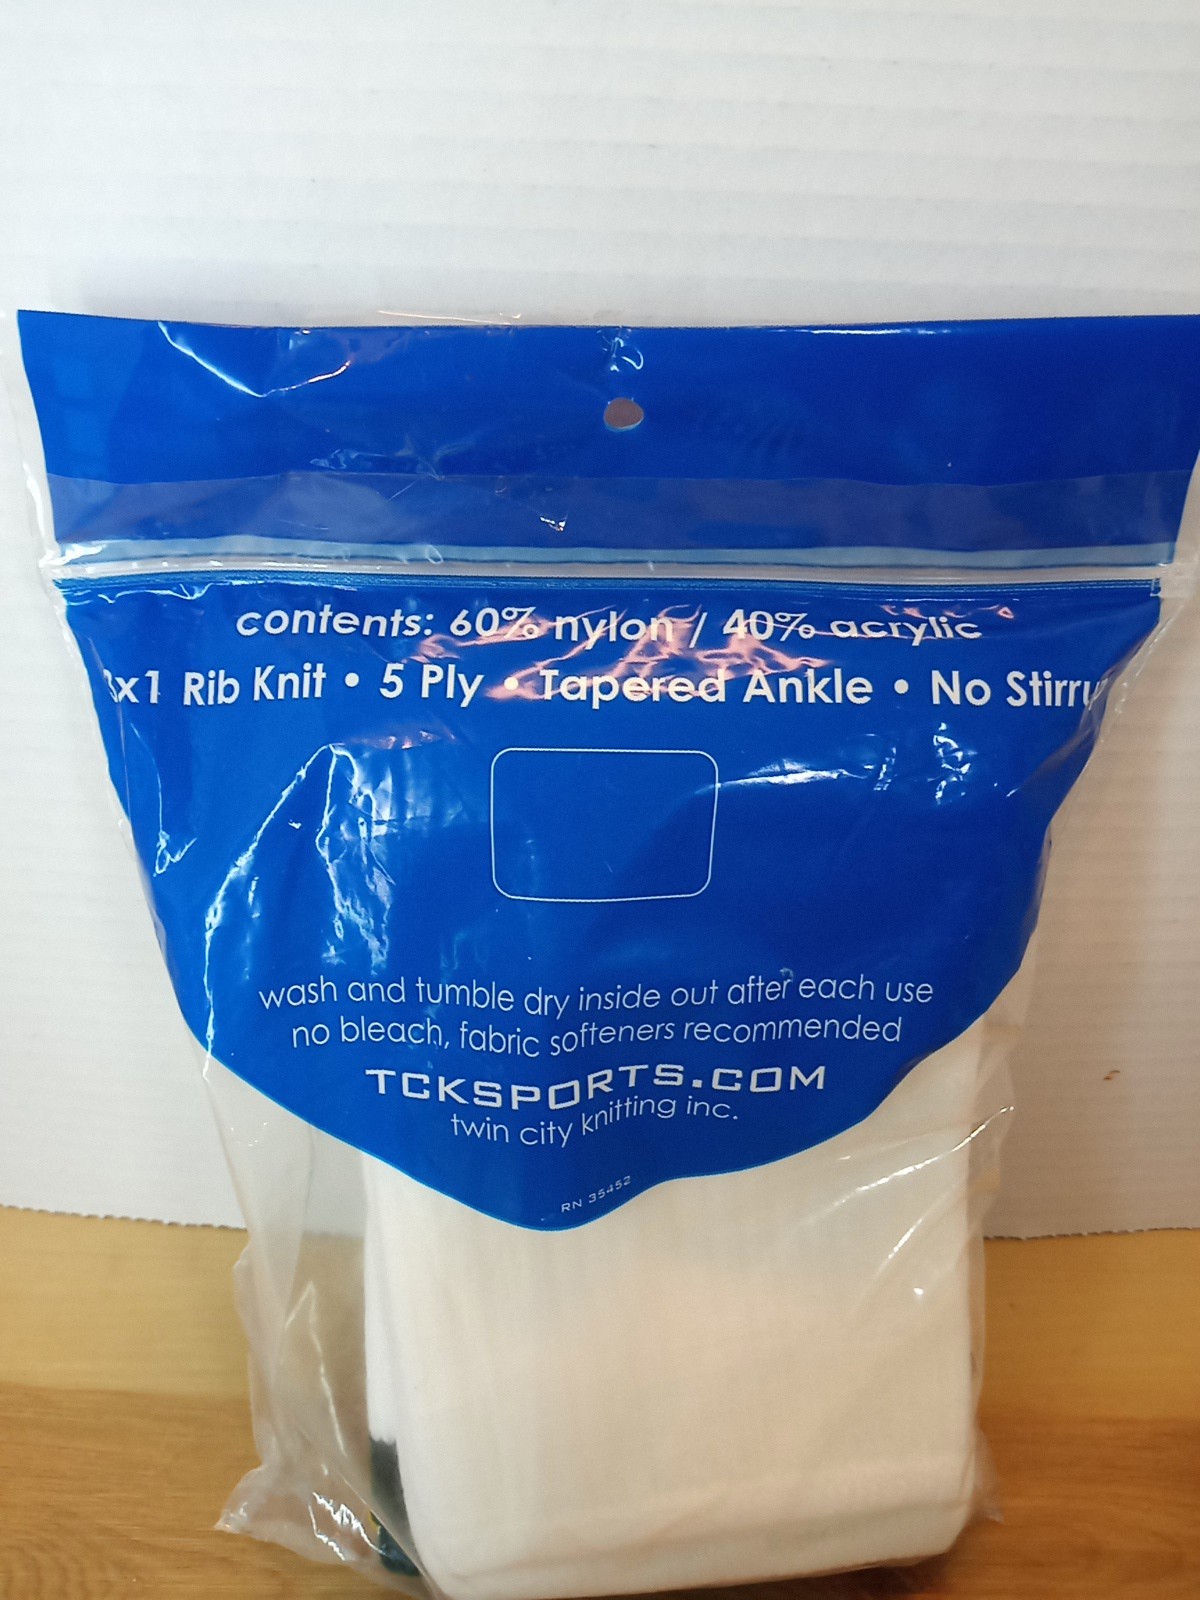 contents: 60% nylon / 40% acrylic
Rib Knit • 5 Ply • Tapered Ankle • No
wash and tumble dry inside out after each use
no bleach, fabric softeners recommended
TCKSPORTS.COM
twin city knitting inc.
RN 35452